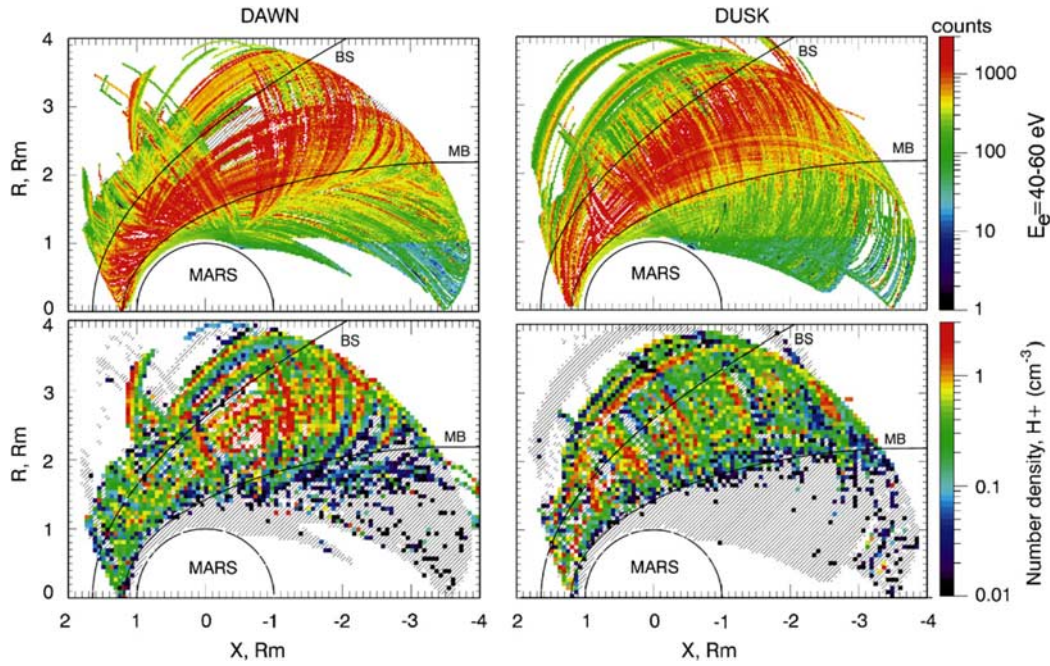 DAWN
DUSK
counts
4
3
2
1
0
R, Rm
BS
MB
MARS
BS
MB
MARS
1000
100
10
1
E_e=40-60 eV
4
3
2
1
0
R, Rm
BS
MB
MARS
BS
MB
MARS
1
0.1
0.01
Number density, H+ (cm⁻³)
2 1 0 -1 -2 -3 -4
1 0 -1 -2 -3 -4
X, Rm
X, Rm